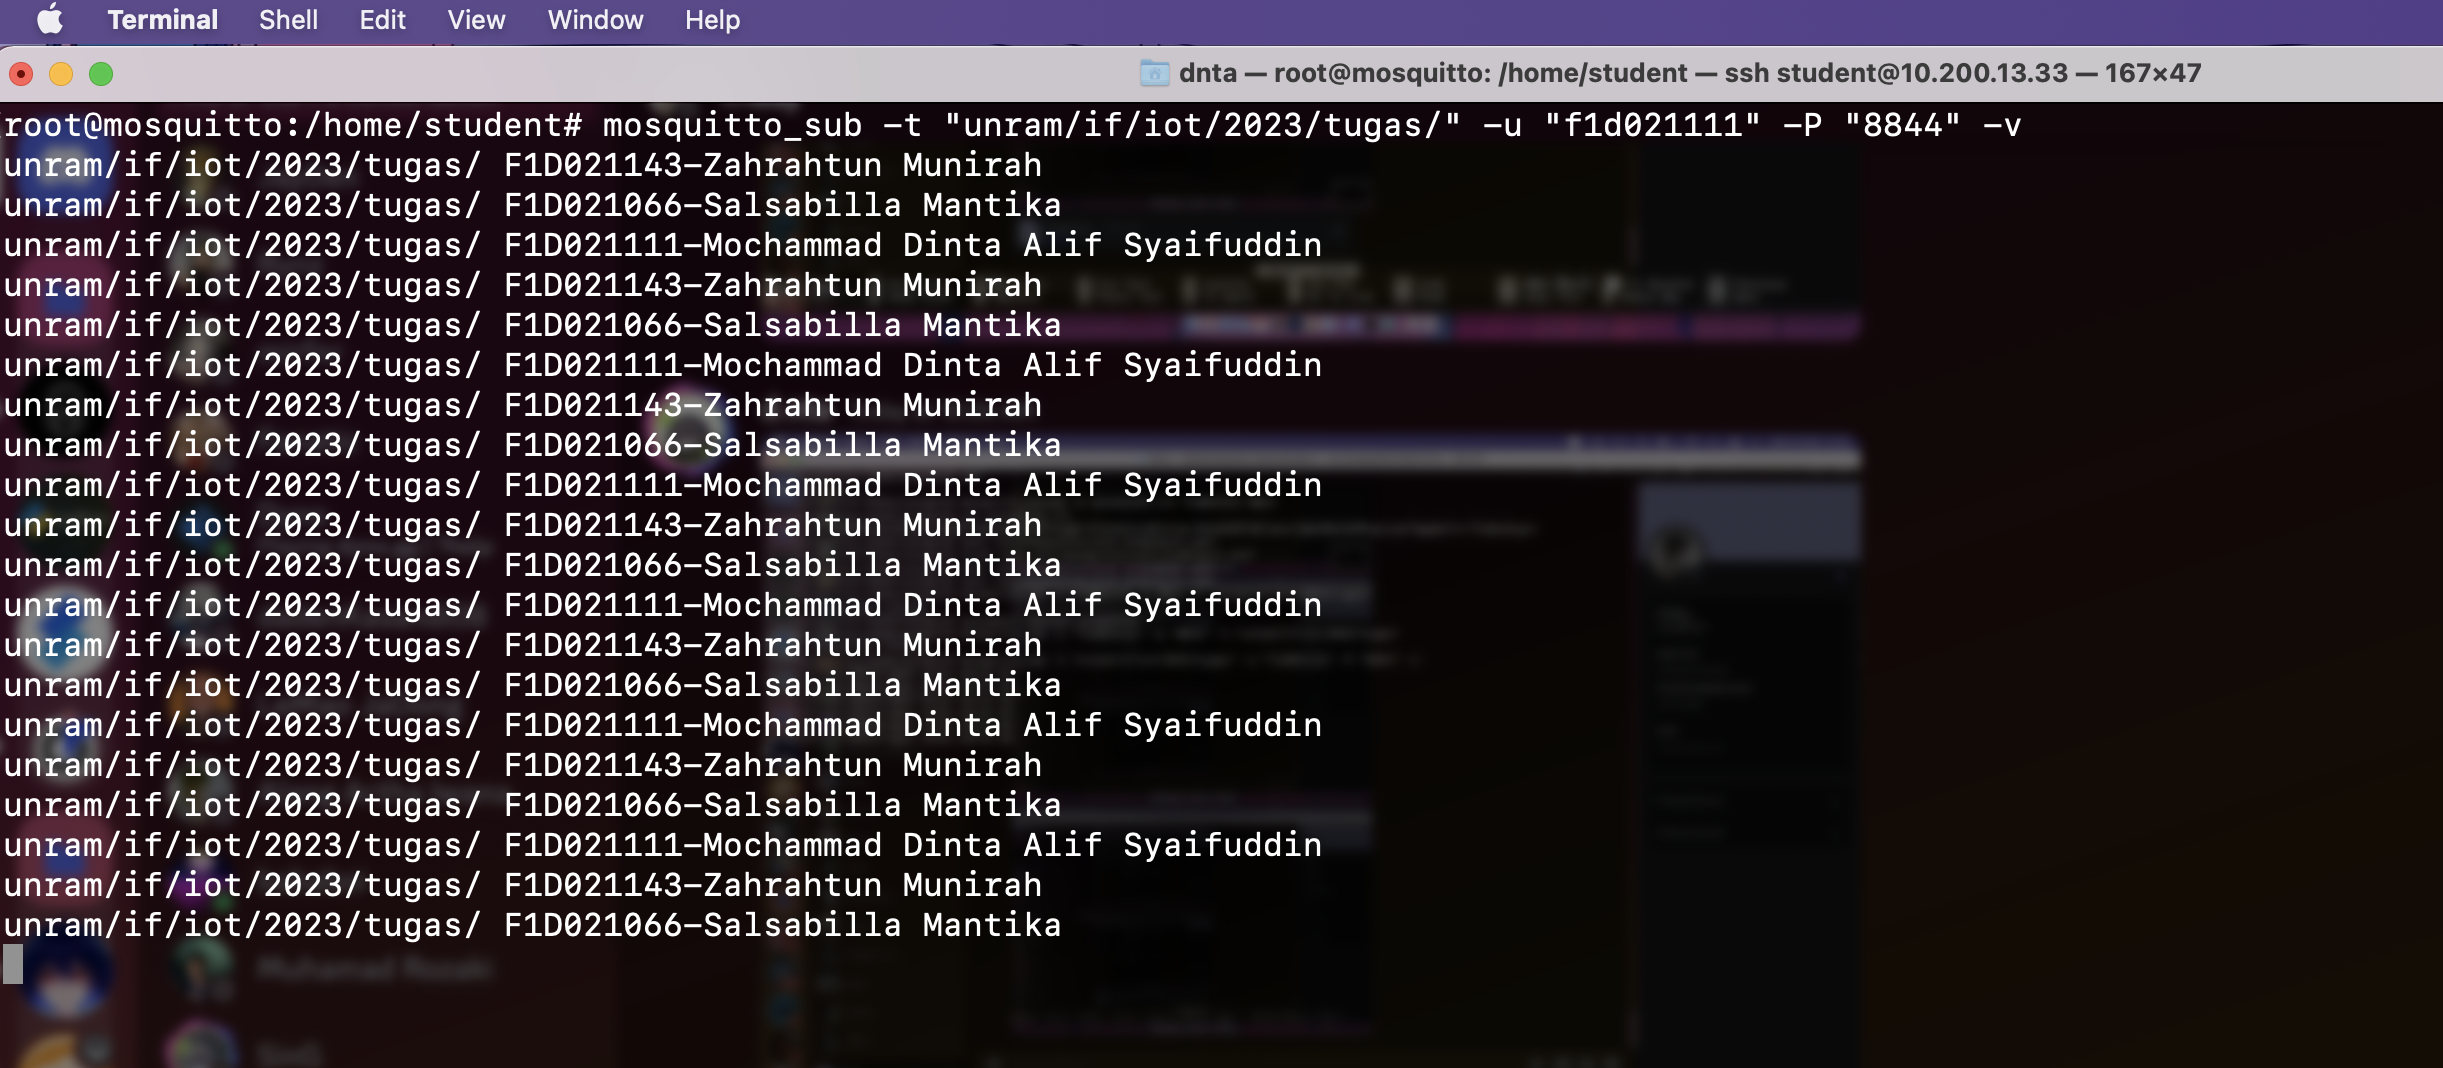 Terminal Shell Edit View Window Help
dnta — root@mosquitto: /home/student — ssh student@10.200.13.33 — 167×47
root@mosquitto:/home/student# mosquitto_sub -t "unram/if/iot/2023/tugas/" -u "f1d021111" -P "8844" -v
unram/if/iot/2023/tugas/ F1D021143-Zahrahtun Munirah
unram/if/iot/2023/tugas/ F1D021066-Salsabilla Mantika
unram/if/iot/2023/tugas/ F1D021111-Mochammad Dinta Alif Syaifuddin
unram/if/iot/2023/tugas/ F1D021143-Zahrahtun Munirah
unram/if/iot/2023/tugas/ F1D021066-Salsabilla Mantika
unram/if/iot/2023/tugas/ F1D021111-Mochammad Dinta Alif Syaifuddin
unram/if/iot/2023/tugas/ F1D021143-Zahrahtun Munirah
unram/if/iot/2023/tugas/ F1D021066-Salsabilla Mantika
unram/if/iot/2023/tugas/ F1D021111-Mochammad Dinta Alif Syaifuddin
unram/if/iot/2023/tugas/ F1D021143-Zahrahtun Munirah
unram/if/iot/2023/tugas/ F1D021066-Salsabilla Mantika
unram/if/iot/2023/tugas/ F1D021111-Mochammad Dinta Alif Syaifuddin
unram/if/iot/2023/tugas/ F1D021143-Zahrahtun Munirah
unram/if/iot/2023/tugas/ F1D021066-Salsabilla Mantika
unram/if/iot/2023/tugas/ F1D021111-Mochammad Dinta Alif Syaifuddin
unram/if/iot/2023/tugas/ F1D021143-Zahrahtun Munirah
unram/if/iot/2023/tugas/ F1D021066-Salsabilla Mantika
unram/if/iot/2023/tugas/ F1D021111-Mochammad Dinta Alif Syaifuddin
unram/if/iot/2023/tugas/ F1D021143-Zahrahtun Munirah
unram/if/iot/2023/tugas/ F1D021066-Salsabilla Mantika
Muhamad Rozaki